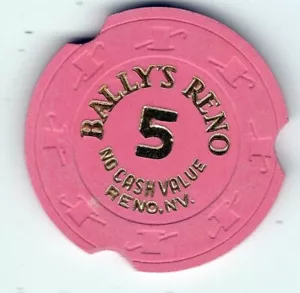 BALLY'S RENO
5
NO CASH VALUE
RENO, NV.